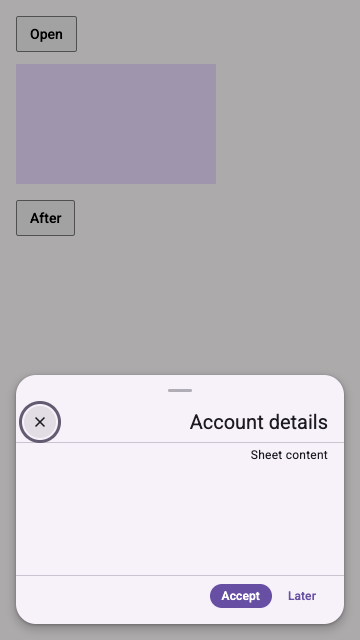 Open
After
Account details
Sheet content
Accept
Later